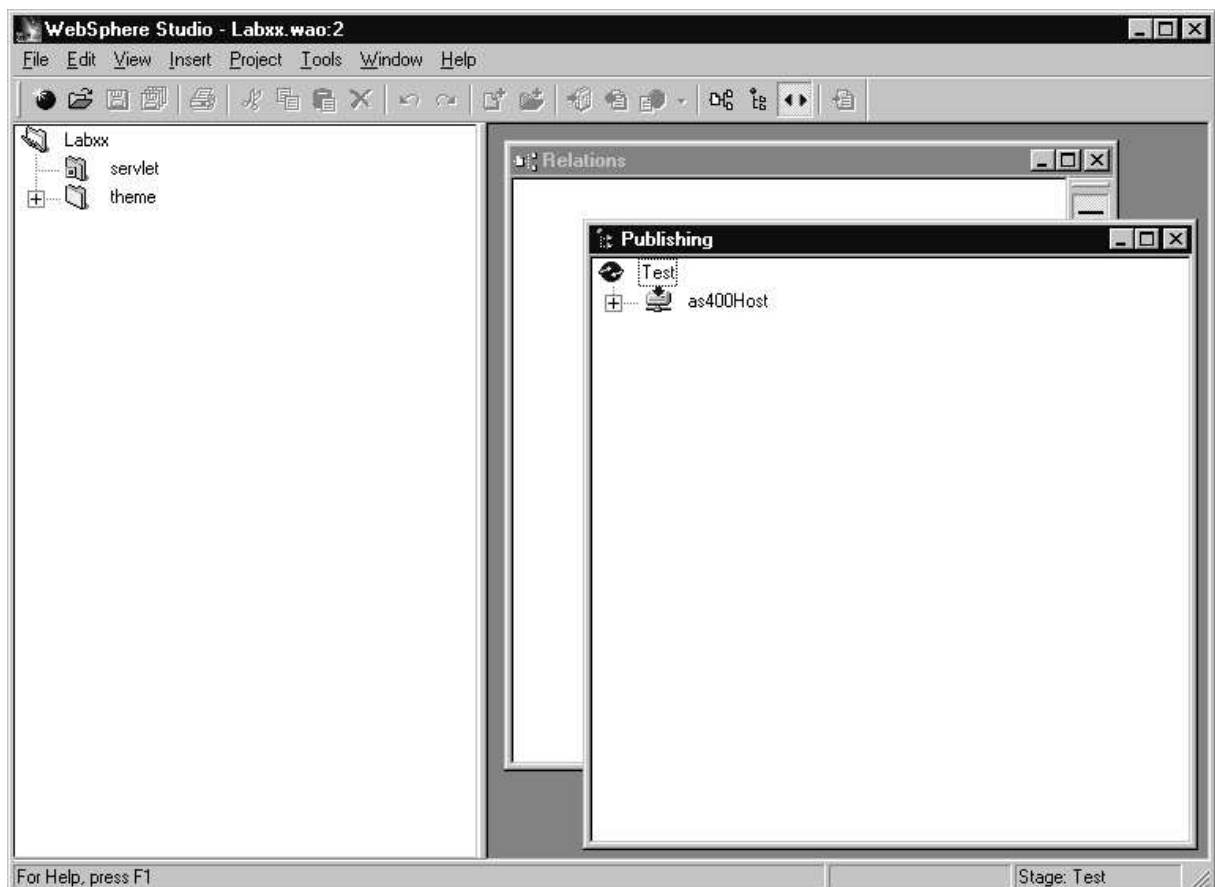 WebSphere Studio - Labxx.wao:2
File Edit View Insert Project Tools Window Help
Labxx
servlet
theme
Relations
Publishing
Test
as400Host
For Help, press F1
Stage: Test